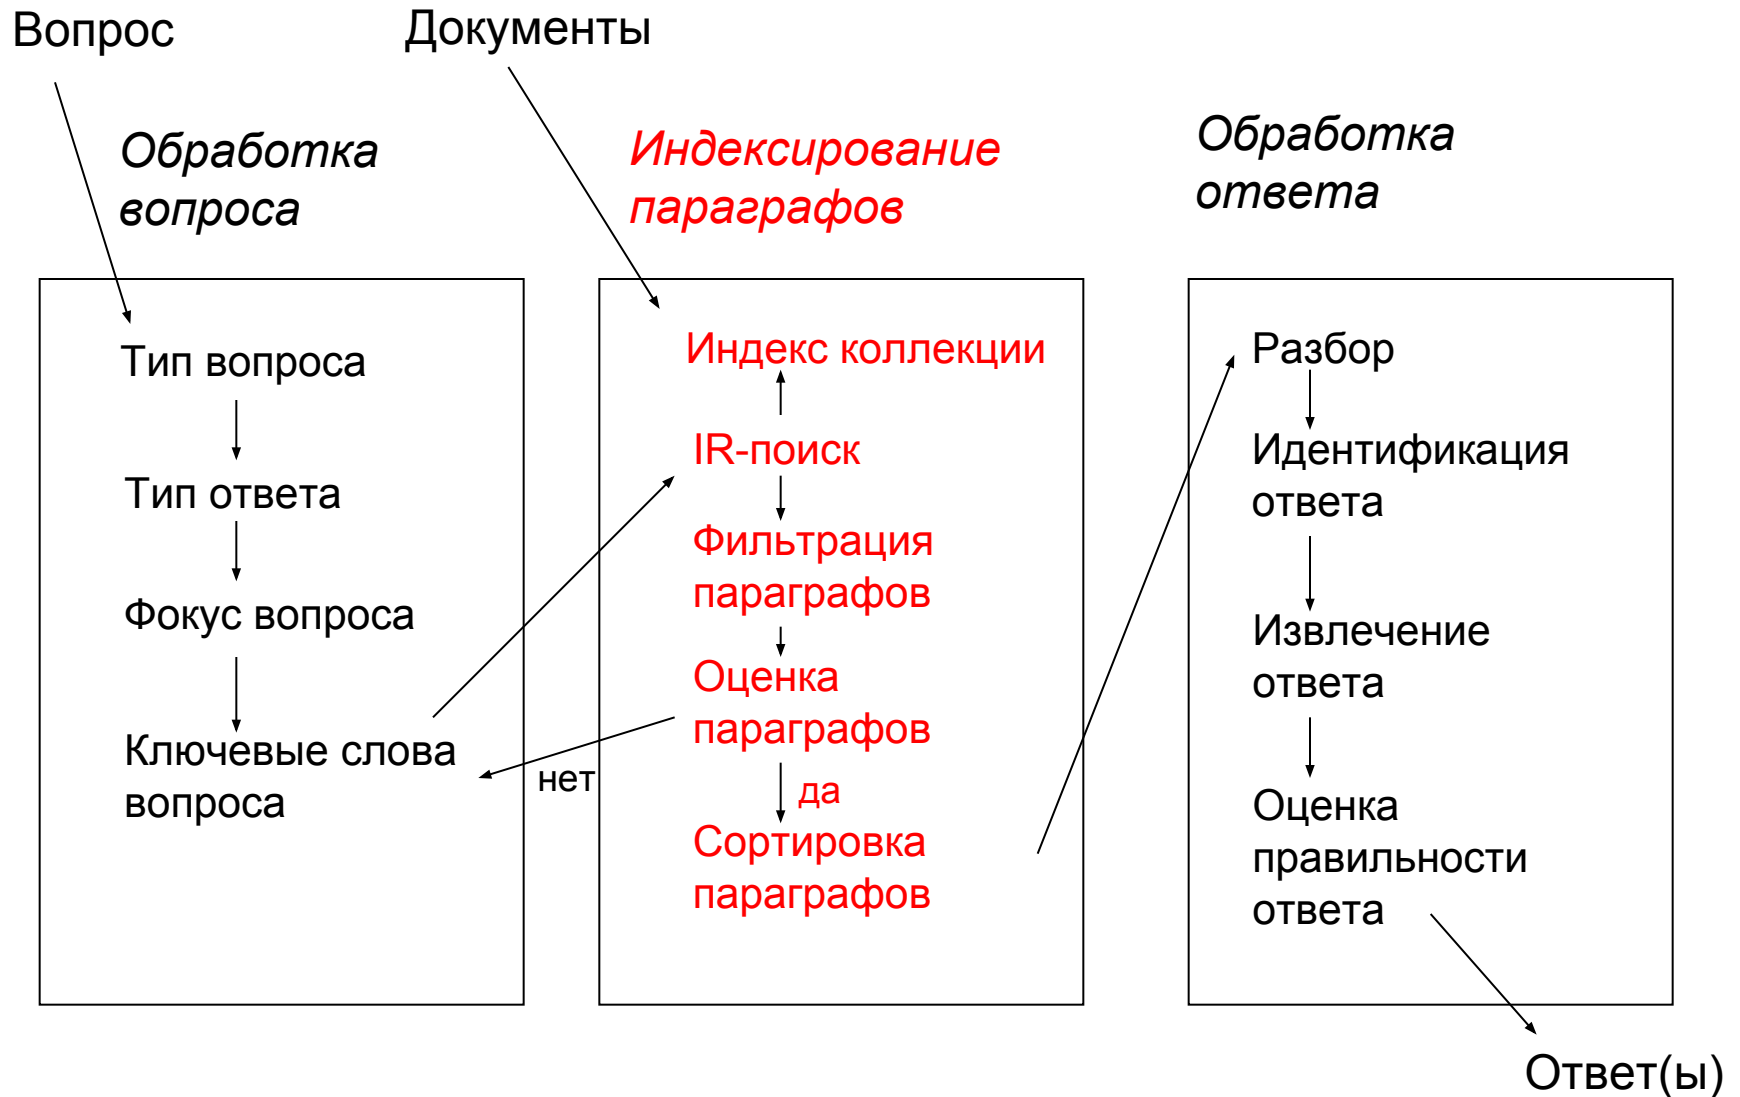 Вопрос
Документы
Обработка
вопроса
Индексирование
параграфов
Обработка
ответа
Тип вопроса
Тип ответа
Фокус вопроса
Ключевые слова
вопроса
нет
Индекс коллекции
IR-поиск
Фильтрация
параграфов
Оценка
параграфов
да
Сортировка
параграфов
Разбор
Идентификация
ответа
Извлечение
ответа
Оценка
правильности
ответа
Ответ(ы)